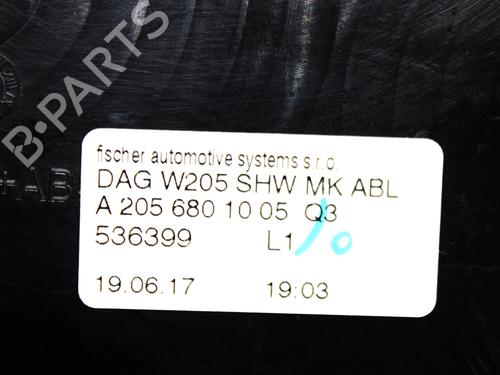 B-PARTS
+AB
fischer automotive systems s.r.o.
DAG W205 SHW MK ABL
A 205 680 10 05 Q3
536399 L1
19.06.17 19:03